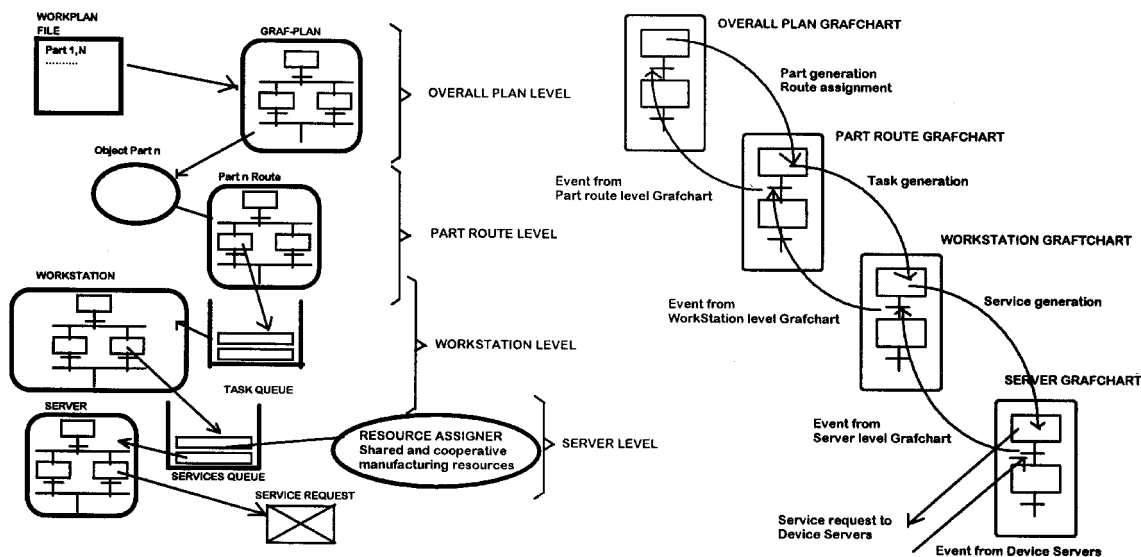 WORKPLAN
FILE
Part 1,N
..........
GRAF-PLAN
OVERALL PLAN LEVEL
Object Part n
Part n Route
PART ROUTE LEVEL
WORKSTATION
WORKSTATION LEVEL
TASK QUEUE
SERVER
RESOURCE ASSIGNER
Shared and cooperative
manufacturing resources
SERVER LEVEL
SERVICES QUEUE
SERVICE REQUEST
OVERALL PLAN GRAFCHART
Part generation
Route assignment
PART ROUTE GRAFCHART
Event from
Part route level Grafchart
Task generation
WORKSTATION GRAFTCHART
Event from
WorkStation level Grafchart
Service generation
SERVER GRAFCHART
Event from
Server level Grafchart
Service request to
Device Servers
Event from Device Servers